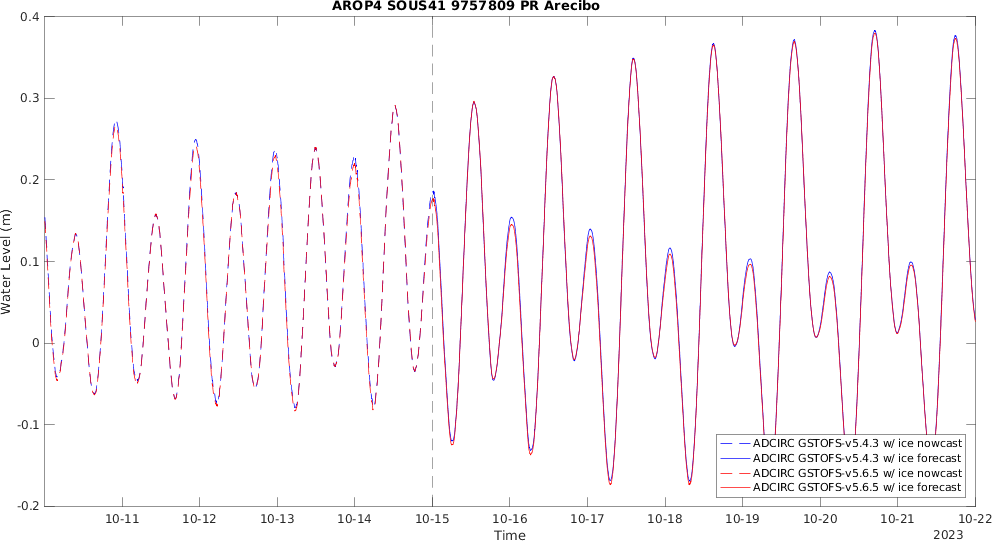 AROP4 SOUS41 9757809 PR Arecibo
0.4
0.3
0.2
0.1
0
-0.1
-0.2
Water Level (m)
10-11 10-12 10-13 10-14 10-15 10-16 10-17 10-18 10-19 10-20 10-21 10-22
Time
2023
ADCIRC GSTOFS-v5.4.3 w/ ice nowcast
ADCIRC GSTOFS-v5.4.3 w/ ice forecast
ADCIRC GSTOFS-v5.6.5 w/ ice nowcast
ADCIRC GSTOFS-v5.6.5 w/ ice forecast